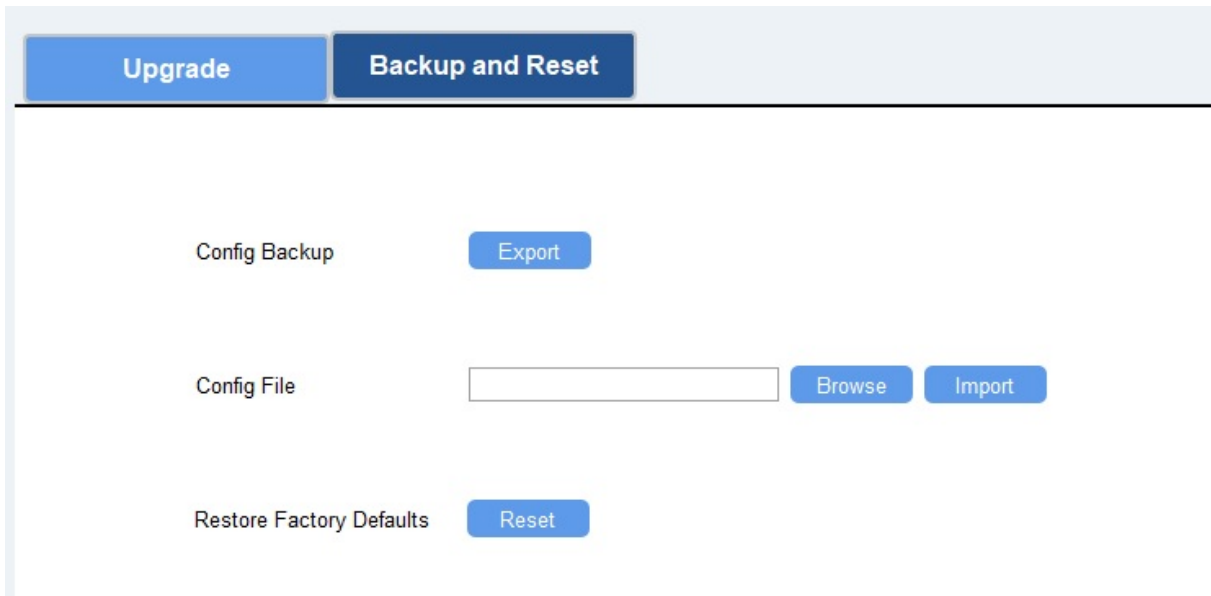 Upgrade Backup and Reset
Config Backup Export
Config File Browse Import
Restore Factory Defaults Reset